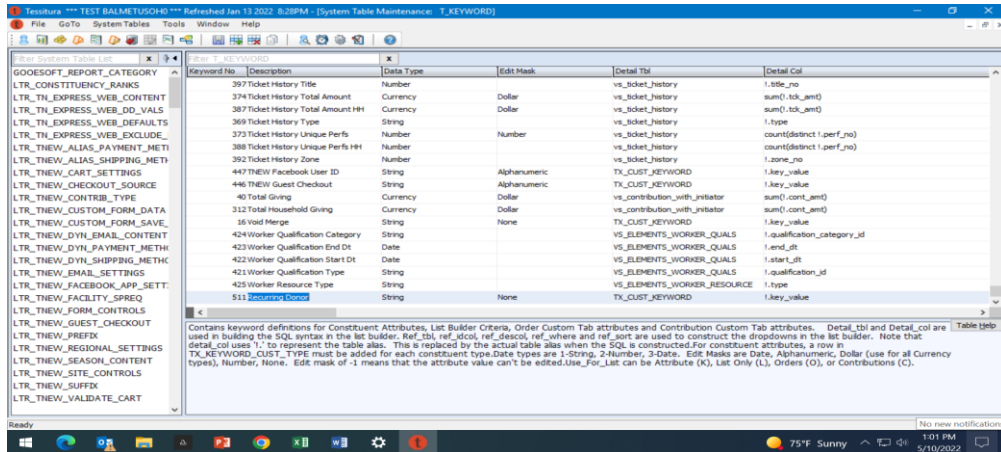 Tessitura *** TEST BALMETUSOH0 *** Refreshed Jan 13 2022 8:28PM - [System Table Maintenance: T_KEYWORD]
File GoTo System Tables Tools Window Help
Filter System Table List x Filter T_KEYWORD x
Keyword No Description Data Type Edit Mask Detail Tbl Detail Col
GOOESOFT_REPORT_CATEGORY
LTR_CONSTITUENCY_RANKS
LTR_TN_EXPRESS_WEB_CONTENT
LTR_TN_EXPRESS_WEB_DD_VALS
LTR_TN_EXPRESS_WEB_DEFAULTS
LTR_TN_EXPRESS_WEB_EXCLUDE_
LTR_TNEW_ALIAS_PAYMENT_METI
LTR_TNEW_ALIAS_SHIPPING_METH
LTR_TNEW_CART_SETTINGS
LTR_TNEW_CHECKOUT_SOURCE
LTR_TNEW_CONTRIB_TYPE
LTR_TNEW_CUSTOM_FORM_DATA
LTR_TNEW_CUSTOM_FORM_SAVE_
LTR_TNEW_DYN_EMAIL_CONTENT
LTR_TNEW_DYN_PAYMENT_METHO
LTR_TNEW_DYN_SHIPPING_METHC
LTR_TNEW_EMAIL_SETTINGS
LTR_TNEW_FACEBOOK_APP_SETT:
LTR_TNEW_FACILITY_SPREQ
LTR_TNEW_FORM_CONTROLS
LTR_TNEW_GUEST_CHECKOUT
LTR_TNEW_PREFIX
LTR_TNEW_REGIONAL_SETTINGS
LTR_TNEW_SEASON_CONTENT
LTR_TNEW_SITE_CONTROLS
LTR_TNEW_SUFFIX
LTR_TNEW_VALIDATE_CART
397 Ticket History Title Number vs_ticket_history !.title_no
374 Ticket History Total Amount Currency Dollar vs_ticket_history sum(!.tck_amt)
387 Ticket History Total Amount HH Currency Dollar vs_ticket_history sum(!.tck_amt)
369 Ticket History Type String vs_ticket_history !.type
373 Ticket History Unique Perfs Number Number vs_ticket_history count(distinct !.perf_no)
388 Ticket History Unique Perfs HH Number vs_ticket_history count(distinct !.perf_no)
392 Ticket History Zone Number vs_ticket_history !.zone_no
447 TNEW Facebook User ID String Alphanumeric TX_CUST_KEYWORD !.key_value
446 TNEW Guest Checkout String Alphanumeric TX_CUST_KEYWORD !.key_value
40 Total Giving Currency Dollar vs_contribution_with_initiator sum(!.cont_amt)
312 Total Household Giving Currency Dollar vs_contribution_with_initiator sum(!.cont_amt)
16 Void Merge String None TX_CUST_KEYWORD !.key_value
424 Worker Qualification Category String VS_ELEMENTS_WORKER_QUALS !.qualification_category_id
423 Worker Qualification End Dt Date VS_ELEMENTS_WORKER_QUALS !.end_dt
422 Worker Qualification Start Dt Date VS_ELEMENTS_WORKER_QUALS !.start_dt
421 Worker Qualification Type String VS_ELEMENTS_WORKER_QUALS !.qualification_id
425 Worker Resource Type String VS_ELEMENTS_WORKER_RESOURCE !.type
511 Recurring Donor String None TX_CUST_KEYWORD !.key_value
Contains keyword definitions for Constituent Attributes, List Builder Criteria, Order Custom Tab attributes and Contribution Custom Tab attributes. Detail_tbl and Detail_col are
used in building the SQL syntax in the list builder. Ref_tbl, ref_idcol, ref_descol, ref_where and ref_sort are used to construct the dropdowns in the list builder. Note that
detail_col uses '!.' to represent the table alias. This is replaced by the actual table alias when the SQL is constructed.For constituent attributes, a row in
TX_KEYWORD_CUST_TYPE must be added for each constituent type.Date types are 1-String, 2-Number, 3-Date. Edit Masks are Date, Alphanumeric, Dollar (use for all Currency
types), Number, None. Edit mask of -1 means that the attribute value can't be edited.Use_For_List can be Attribute (K), List Only (L), Orders (O), or Contributions (C).
Table Help
Ready
No new notifications
75°F Sunny
1:01 PM
5/10/2022